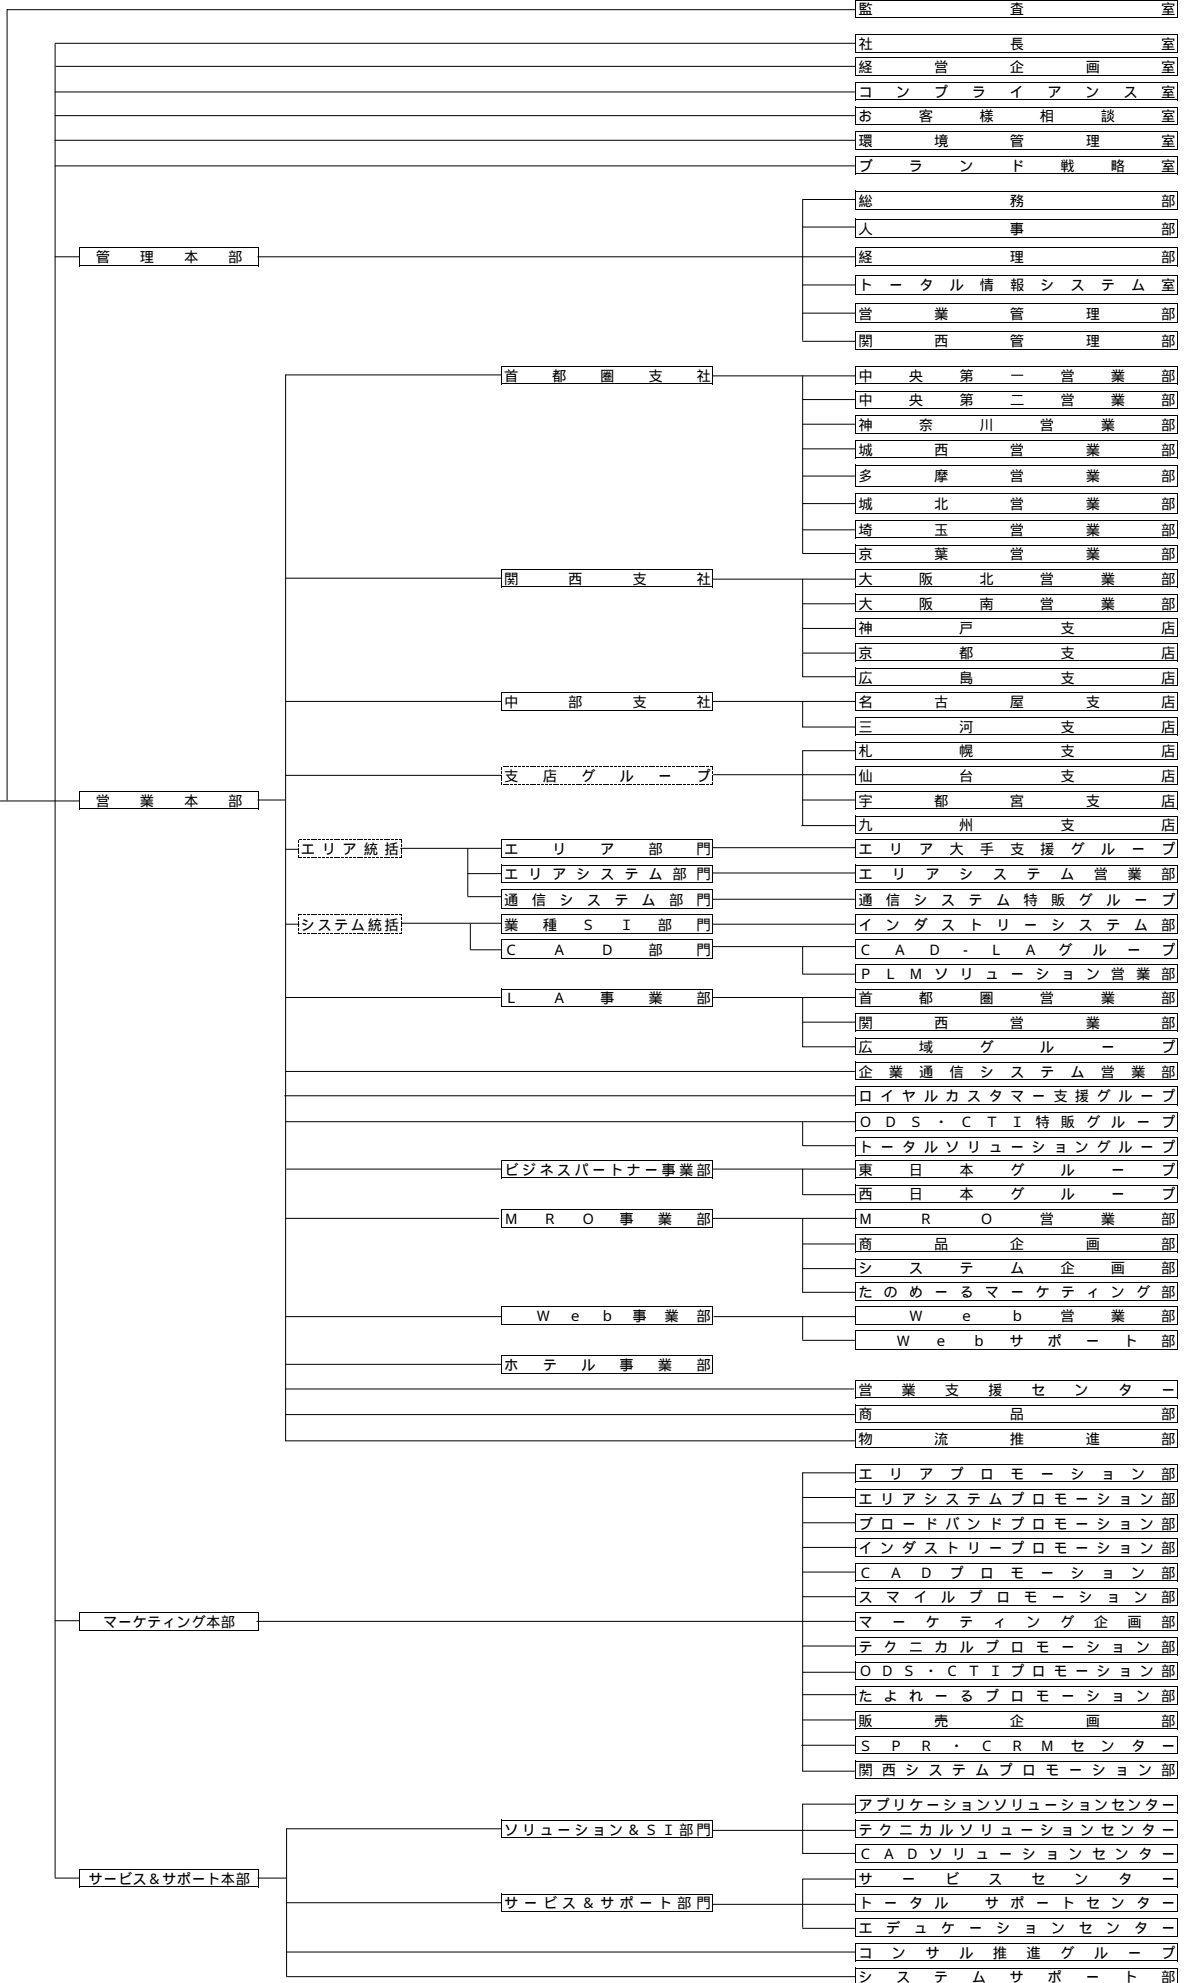 監査室
社長室
経営企画室
コンプライアンス室
お客様相談室
環境管理室
ブランド戦略室
管理本部
総務部
人事部
経理部
トータル情報システム室
営業管理部
関西管理部
営業本部
首都圏支社
中央第一営業部
中央第二営業部
神奈川営業部
城西営業部
多摩営業部
城北営業部
埼玉営業部
京葉営業部
関西支社
大阪北営業部
大阪南営業部
神戸支店
京都支店
広島支店
中部支社
名古屋支店
三河支店
支店グループ
札幌支店
仙台支店
宇都宮支店
九州支店
エリア統括
エリア部門
エリア大手支援グループ
エリアシステム部門
エリアシステム営業部
通信システム部門
通信システム特販グループ
システム統括
業種SI部門
インダストリーシステム部
CAD部門
CAD-LAグループ
PLMソリューション営業部
LA事業部
首都圏営業部
関西営業部
広域グループ
企業通信システム営業部
ロイヤルカスタマー支援グループ
ODS・CTI特販グループ
トータルソリューショングループ
ビジネスパートナー事業部
東日本グループ
西日本グループ
MRO事業部
MRO営業部
商品企画部
システム企画部
たのめーるマーケティング部
Web事業部
Web営業部
Webサポート部
ホテル事業部
営業支援センター
商品部
物流推進部
マーケティング本部
エリアプロモーション部
エリアシステムプロモーション部
ブロードバンドプロモーション部
インダストリープロモーション部
CADプロモーション部
スマイルプロモーション部
マーケティング企画部
テクニカルプロモーション部
ODS・CTIプロモーション部
たよれーるプロモーション部
販売企画部
SPR・CRMセンター
関西システムプロモーション部
サービス&サポート本部
ソリューション&SI部門
アプリケーションソリューションセンター
テクニカルソリューションセンター
CADソリューションセンター
サービス&サポート部門
サービスセンター
トータル サポートセンター
エデュケーションセンター
コンサル推進グループ
システムサポート部